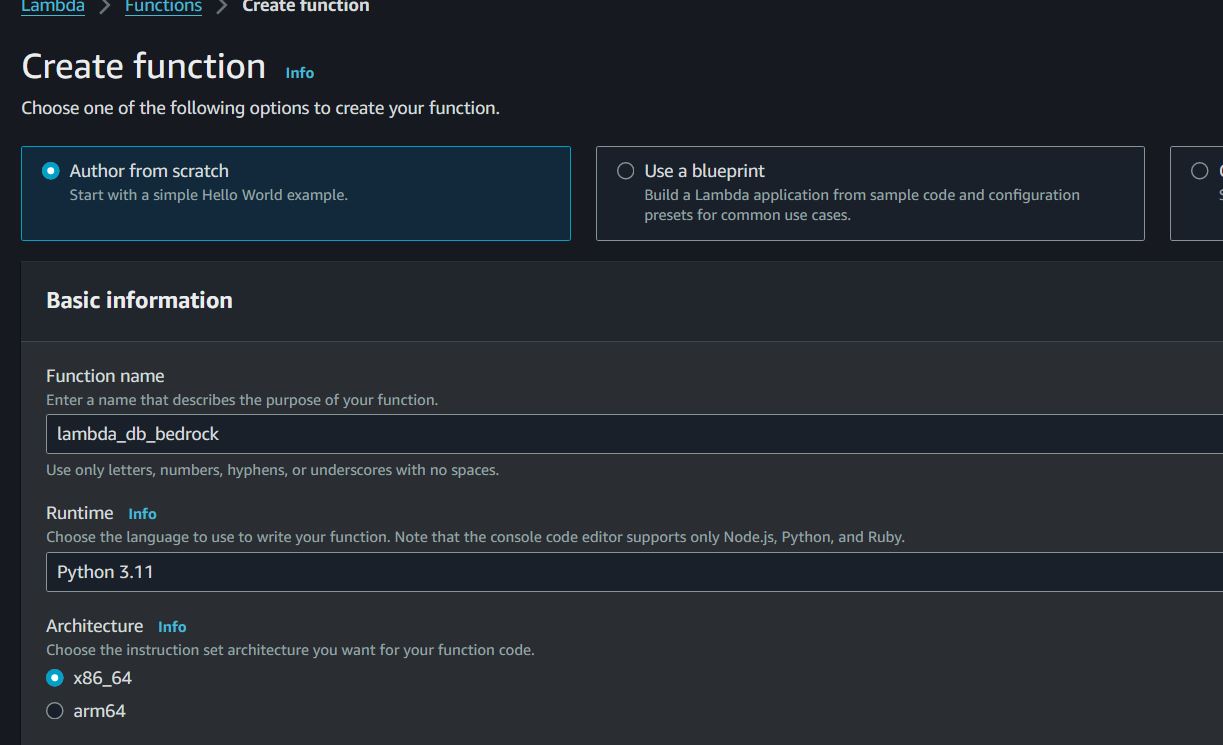 Lambda > Functions > Create function
Create function Info
Choose one of the following options to create your function.
Author from scratch
Start with a simple Hello World example.
Use a blueprint
Build a Lambda application from sample code and configuration
presets for common use cases.
Basic information
Function name
Enter a name that describes the purpose of your function.
lambda_db_bedrock
Use only letters, numbers, hyphens, or underscores with no spaces.
Runtime Info
Choose the language to use to write your function. Note that the console code editor supports only Node.js, Python, and Ruby.
Python 3.11
Architecture Info
Choose the instruction set architecture you want for your function code.
x86_64
arm64